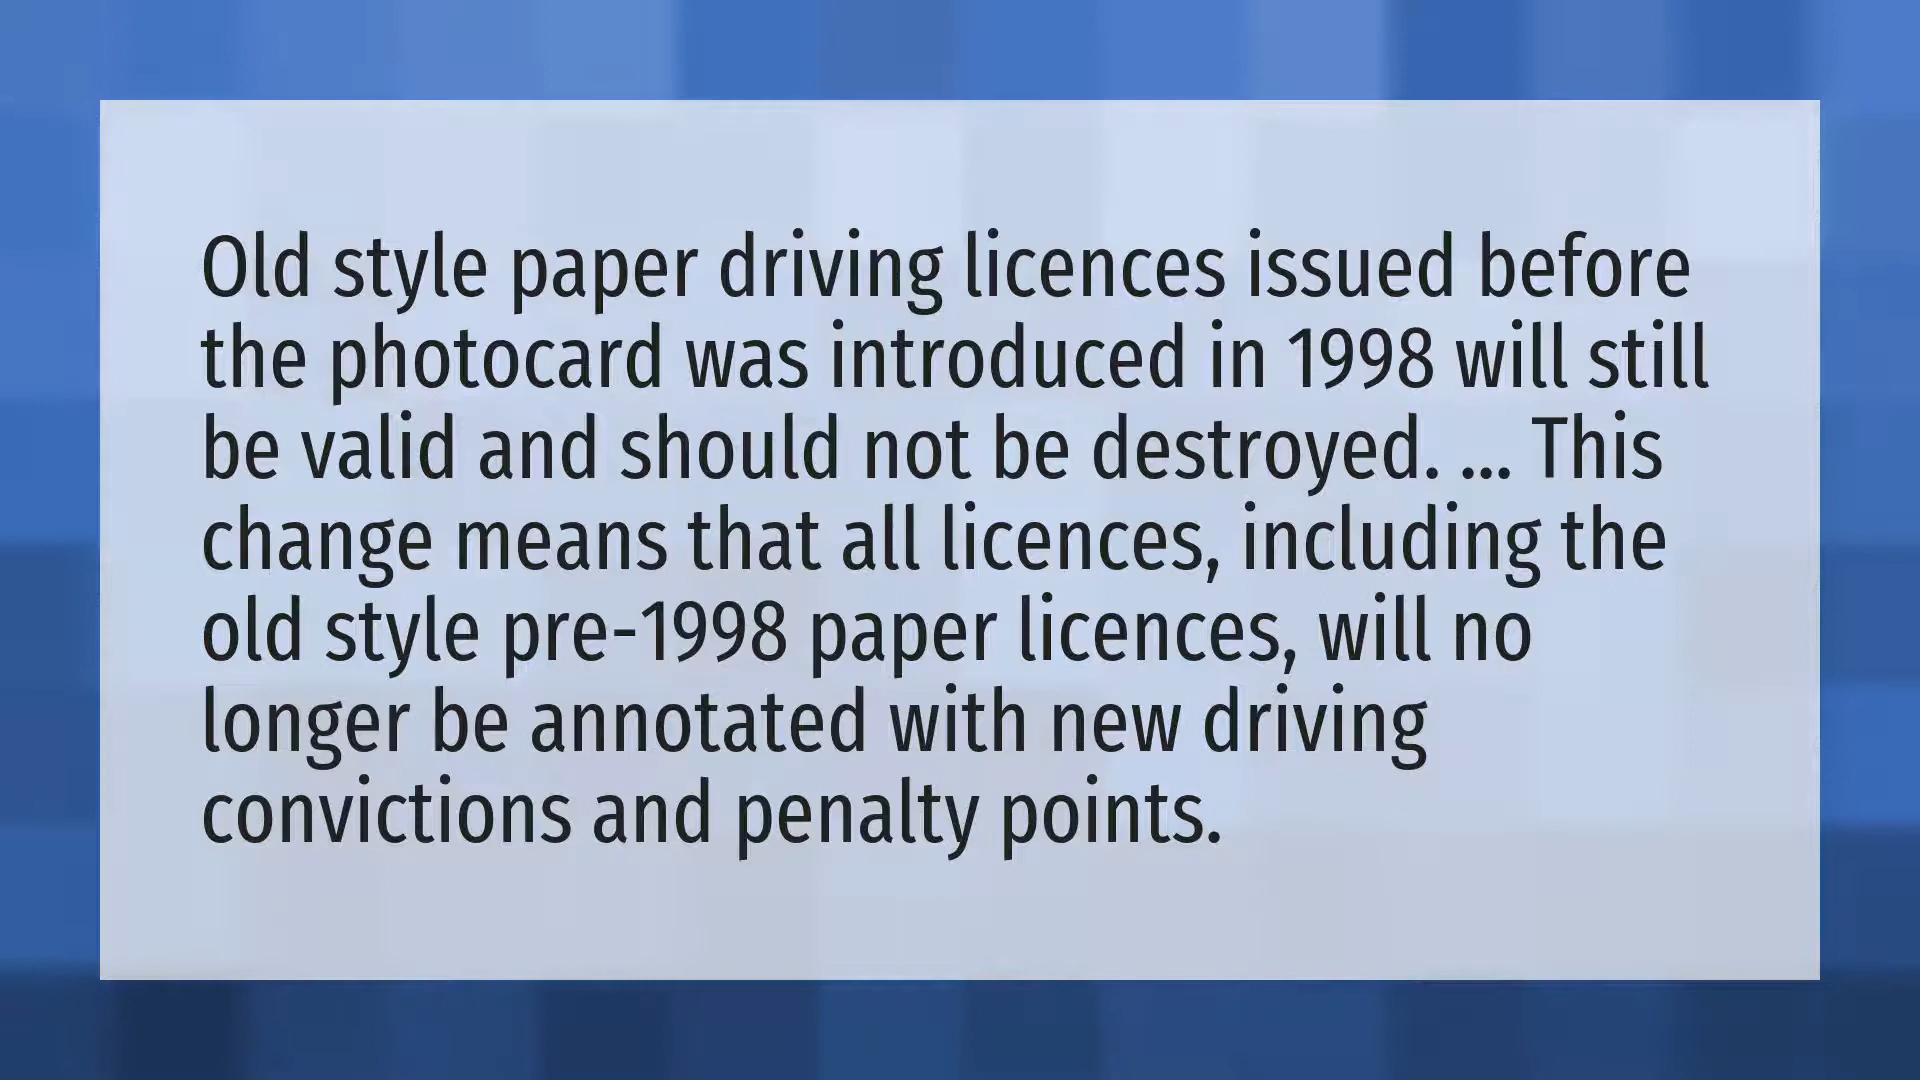 Old style paper driving licences issued before
the photocard was introduced in 1998 will still
be valid and should not be destroyed. ... This
change means that all licences, including the
old style pre-1998 paper licences, will no
longer be annotated with new driving
convictions and penalty points.